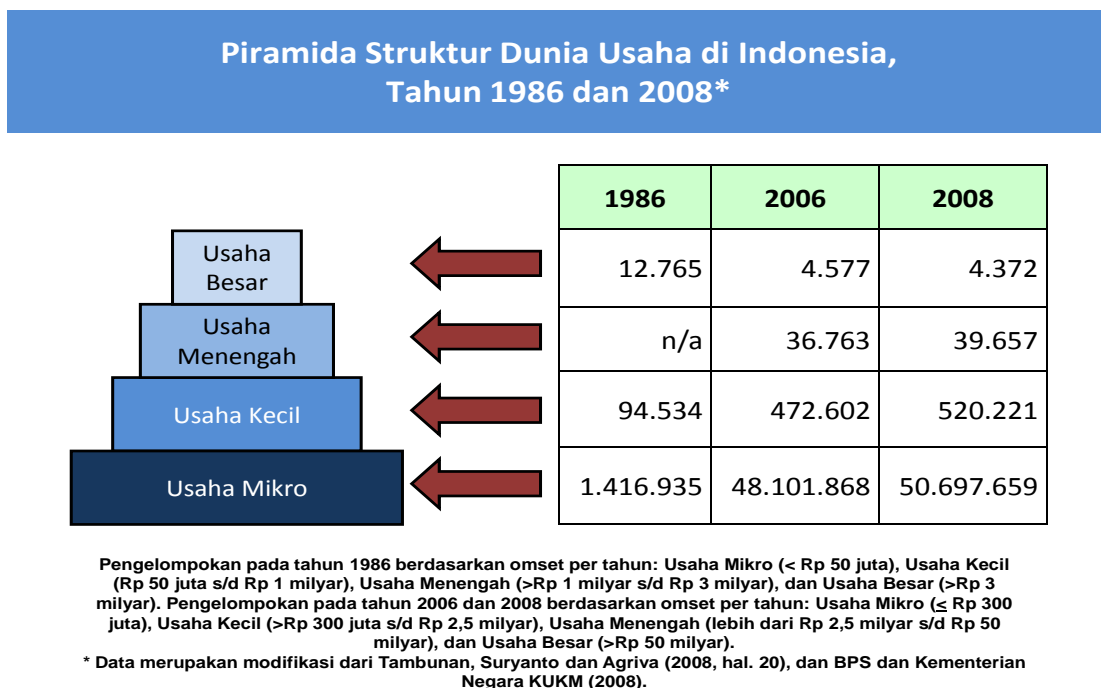 Piramida Struktur Dunia Usaha di Indonesia,
Tahun 1986 dan 2008*
1986 2006 2008
Usaha
Besar
12.765 4.577 4.372
Usaha
Menengah
n/a 36.763 39.657
Usaha Kecil
94.534 472.602 520.221
Usaha Mikro
1.416.935 48.101.868 50.697.659
Pengelompokan pada tahun 1986 berdasarkan omset per tahun: Usaha Mikro (< Rp 50 juta), Usaha Kecil
(Rp 50 juta s/d Rp 1 milyar), Usaha Menengah (>Rp 1 milyar s/d Rp 3 milyar), dan Usaha Besar (>Rp 3
milyar). Pengelompokan pada tahun 2006 dan 2008 berdasarkan omset per tahun: Usaha Mikro (≤ Rp 300
juta), Usaha Kecil (>Rp 300 juta s/d Rp 2,5 milyar), Usaha Menengah (lebih dari Rp 2,5 milyar s/d Rp 50
milyar), dan Usaha Besar (>Rp 50 milyar).
* Data merupakan modifikasi dari Tambunan, Suryanto dan Agriva (2008, hal. 20), dan BPS dan Kementerian
Negara KUKM (2008).